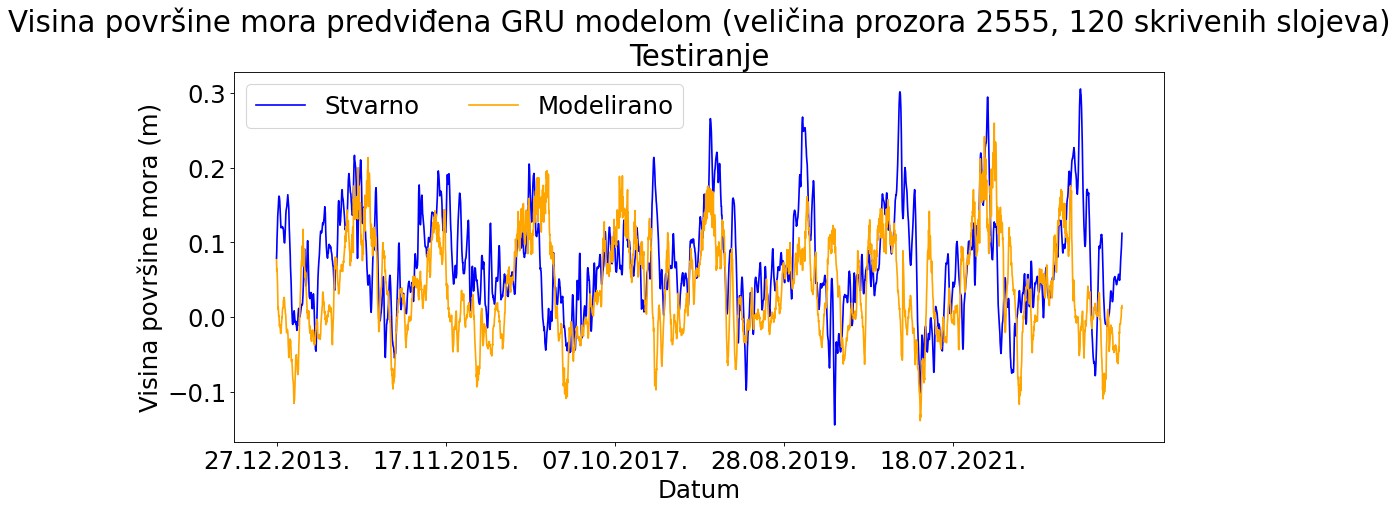 Visina površine mora predviđena GRU modelom (veličina prozora 2555, 120 skrivenih slojeva)
Testiranje
Stvarno Modelirano
Visina površine mora (m)
0.3
0.2
0.1
0.0
−0.1
27.12.2013. 17.11.2015. 07.10.2017. 28.08.2019. 18.07.2021.
Datum